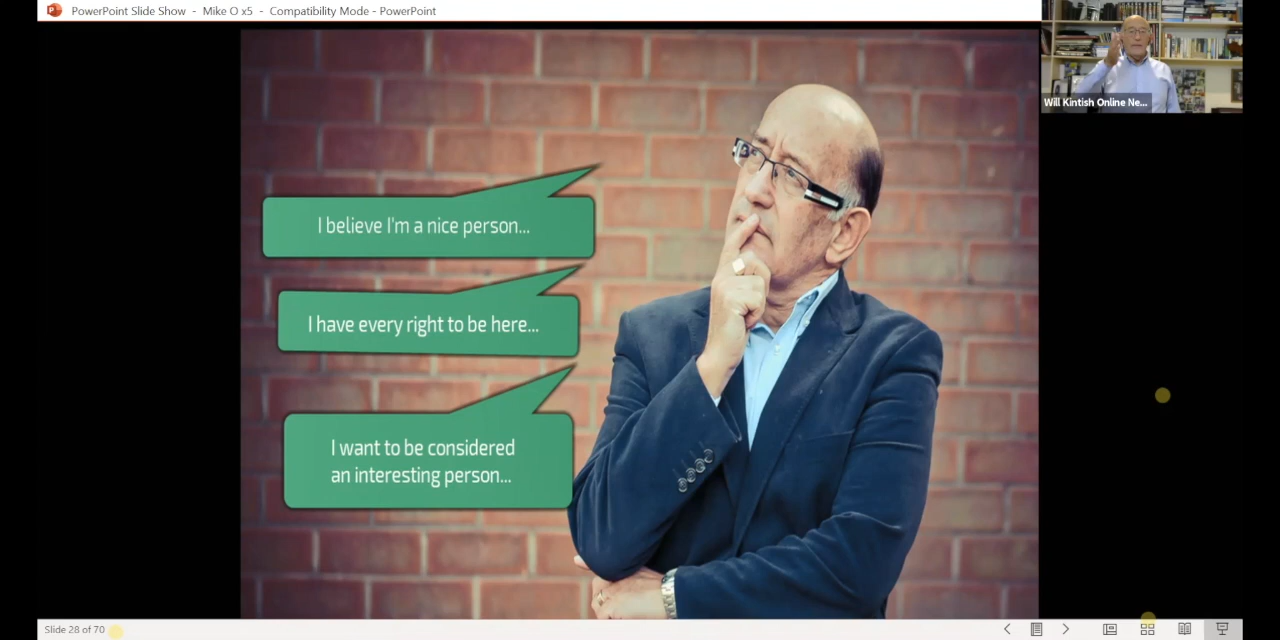 PowerPoint Slide Show - Mike O x5 - Compatibility Mode - PowerPoint
Will Kintish Online Ne...
I believe I'm a nice person...
I have every right to be here...
I want to be considered
an interesting person...
Slide 28 of 70